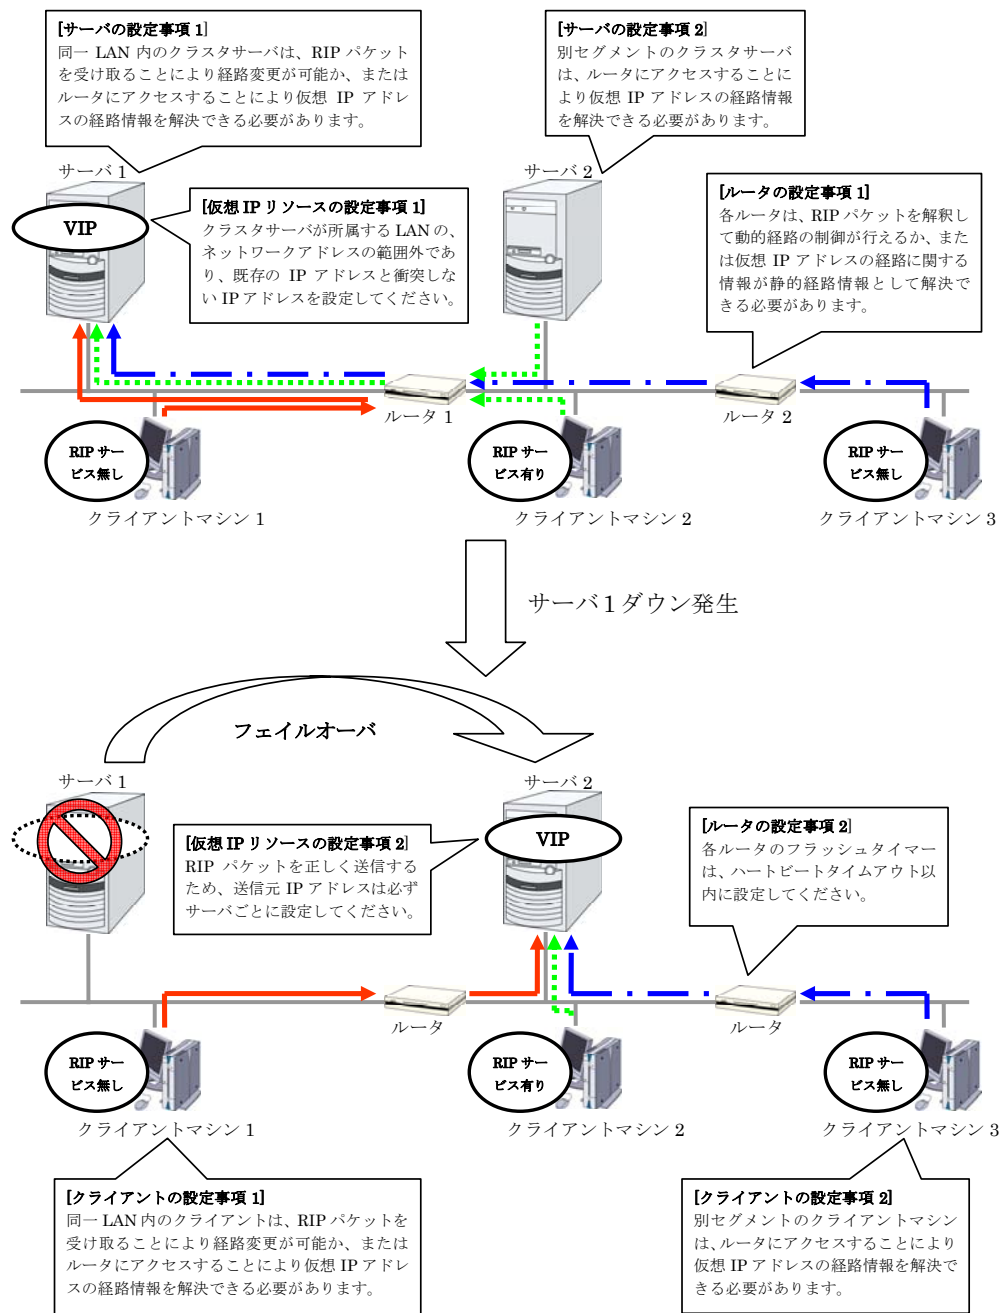 [サーバの設定事項 1]
同一 LAN 内のクラスタサーバは、RIP パケット
を受け取ることにより経路変更が可能か、または
ルータにアクセスすることにより仮想 IP アドレ
スの経路情報を解決できる必要があります。
[サーバの設定事項 2]
別セグメントのクラスタサーバ
は、ルータにアクセスすることに
より仮想 IP アドレスの経路情報
を解決できる必要があります。
サーバ 1
サーバ 2
VIP
[仮想 IP リソースの設定事項 1]
クラスタサーバが所属する LAN の、
ネットワークアドレスの範囲外であ
り、既存の IP アドレスと衝突しな
い IP アドレスを設定してください。
[ルータの設定事項 1]
各ルータは、RIP パケットを解釈し
て動的経路の制御が行えるか、また
は仮想 IP アドレスの経路に関する
情報が静的経路情報として解決で
きる必要があります。
ルータ 1
ルータ 2
RIP サー
ビス無し
RIP サー
ビス有り
RIP サー
ビス無し
クライアントマシン 1
クライアントマシン 2
クライアントマシン 3
サーバ 1 ダウン発生
フェイルオーバ
サーバ 1
サーバ 2
VIP
[仮想 IP リソースの設定事項 2]
RIP パケットを正しく送信する
ため、送信元 IP アドレスは必ず
サーバごとに設定してください。
[ルータの設定事項 2]
各ルータのフラッシュタイマー
は、ハートビートタイムアウト以
内に設定してください。
ルータ
ルータ
RIP サー
ビス無し
RIP サー
ビス有り
RIP サー
ビス無し
クライアントマシン 1
クライアントマシン 2
クライアントマシン 3
[クライアントの設定事項 1]
同一 LAN 内のクライアントは、RIP パケットを
受け取ることにより経路変更が可能か、または
ルータにアクセスすることにより仮想 IP アドレ
スの経路情報を解決できる必要があります。
[クライアントの設定事項 2]
別セグメントのクライアントマシン
は、ルータにアクセスすることにより
仮想 IP アドレスの経路情報を解決で
きる必要があります。